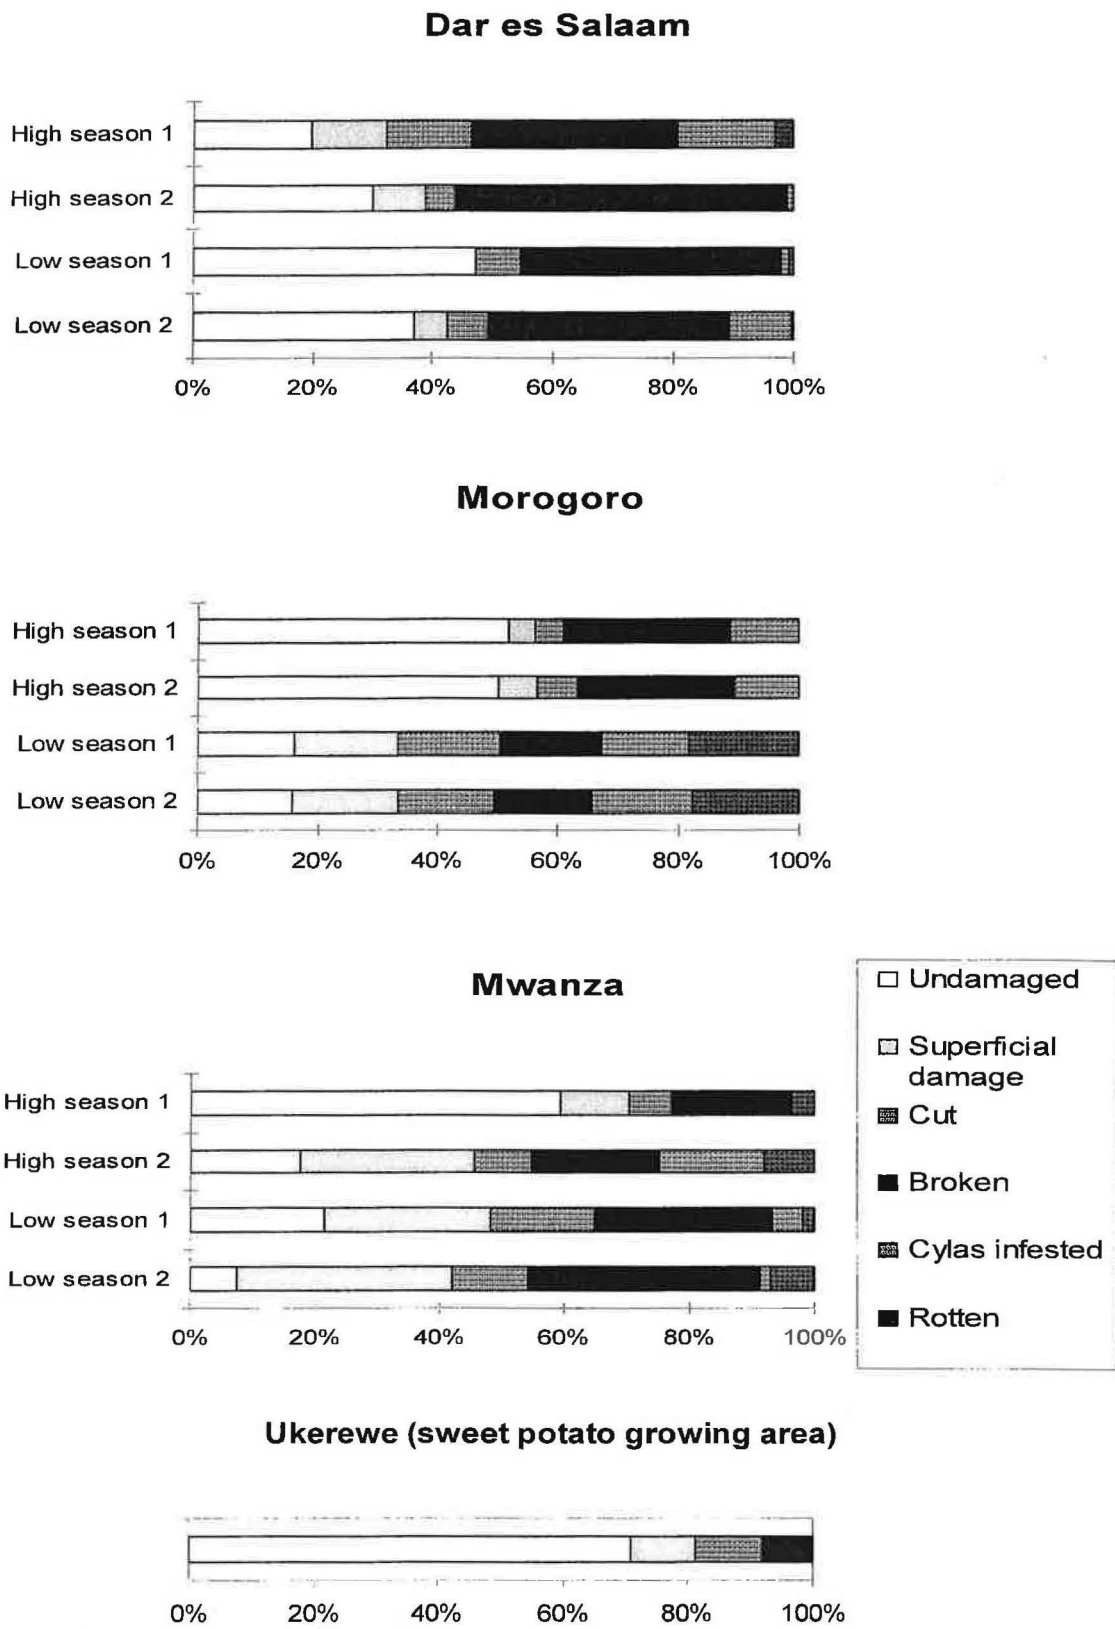 Dar es Salaam
High season 1
High season 2
Low season 1
Low season 2
0% 20% 40% 60% 80% 100%
Morogoro
High season 1
High season 2
Low season 1
Low season 2
0% 20% 40% 60% 80% 100%
Mwanza
High season 1
High season 2
Low season 1
Low season 2
0% 20% 40% 60% 80% 100%
Undamaged
Superficial
damage
Cut
Broken
Cylas infested
Rotten
Ukerewe (sweet potato growing area)
0% 20% 40% 60% 80% 100%